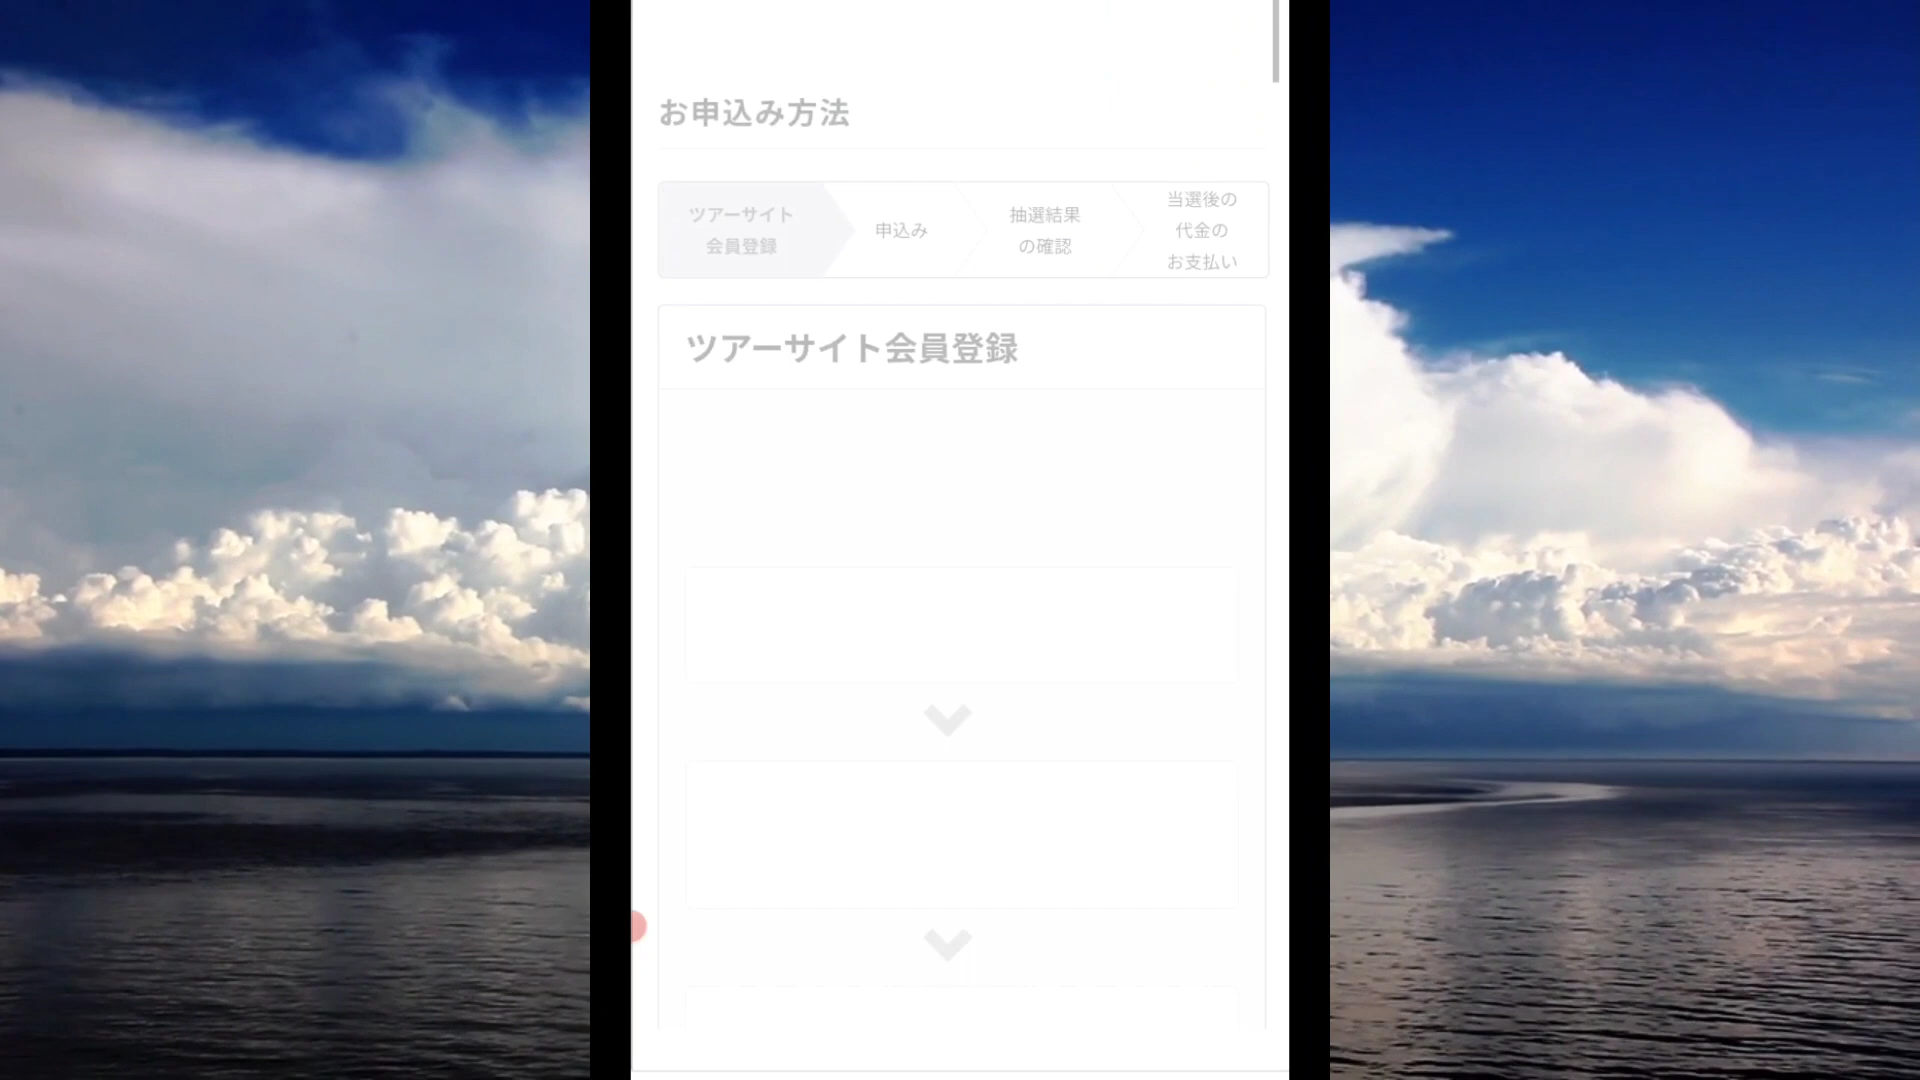 お申込み方法
ツアーサイト
会員登録
申込み
抽選結果
の確認
当選後の
代金の
お支払い
ツアーサイト会員登録